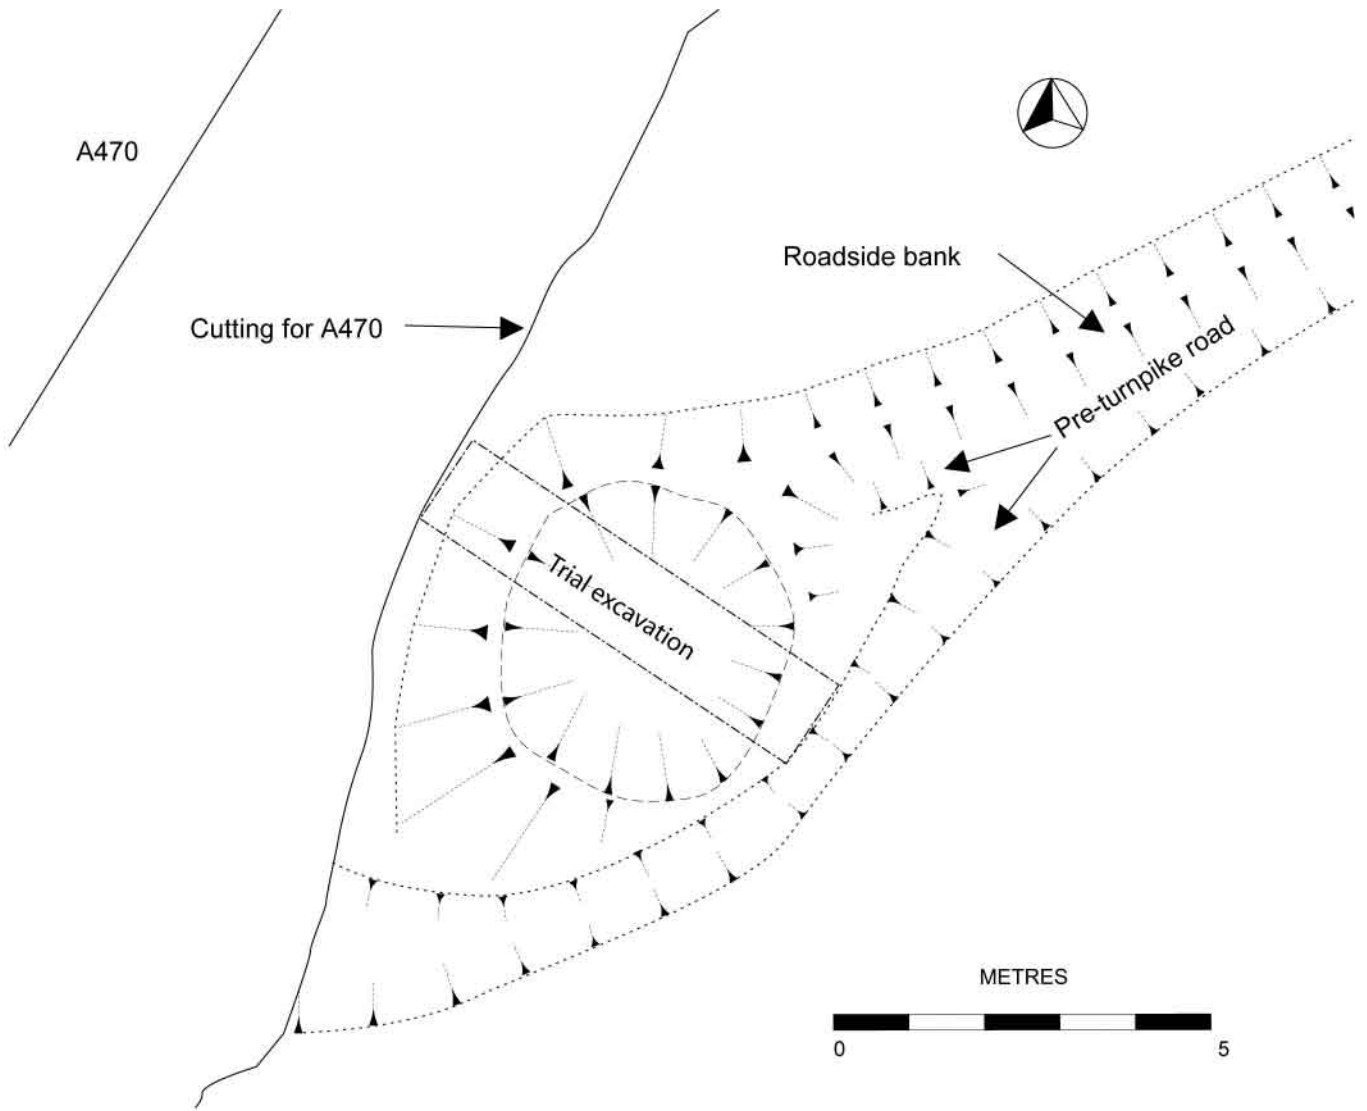 A470
Roadside bank
Cutting for A470
Pre-turnpike road
Trial excavation
METRES
0 5